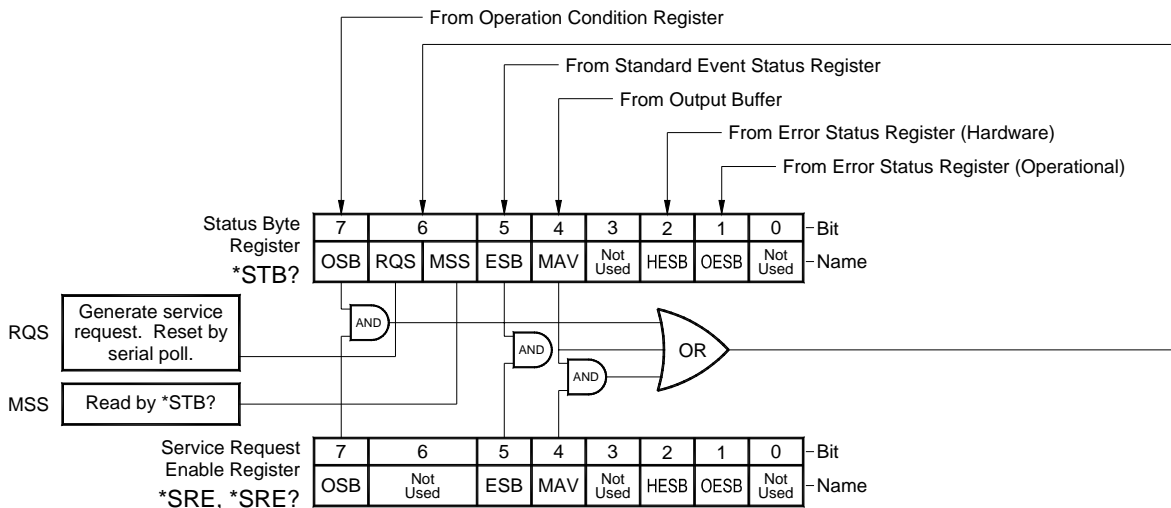 From Operation Condition Register
From Standard Event Status Register
From Output Buffer
From Error Status Register (Hardware)
From Error Status Register (Operational)
Status Byte
Register
*STB?
7 6 5 4 3 2 1 0 Bit
OSB RQS MSS ESB MAV Not Used HESB OESB Not Used Name
RQS
Generate service
request. Reset by
serial poll.
AND
AND
AND
OR
MSS
Read by *STB?
Service Request
Enable Register
*SRE, *SRE?
7 6 5 4 3 2 1 0 Bit
OSB Not Used ESB MAV Not Used HESB OESB Not Used Name